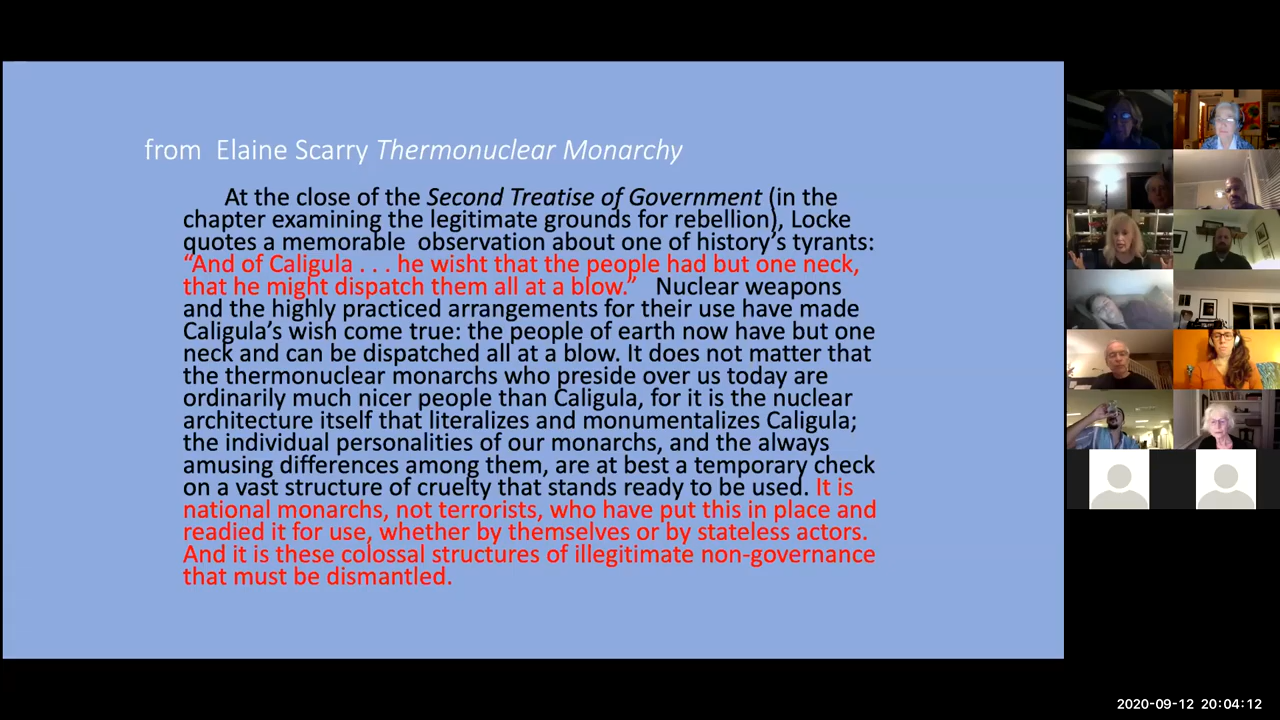 from  Elaine Scarry Thermonuclear Monarchy
At the close of the Second Treatise of Government (in the
chapter examining the legitimate grounds for rebellion), Locke
quotes a memorable  observation about one of history’s tyrants:
“And of Caligula . . . he wisht that the people had but one neck,
that he might dispatch them all at a blow.”   Nuclear weapons
and the highly practiced arrangements for their use have made
Caligula’s wish come true: the people of earth now have but one
neck and can be dispatched all at a blow. It does not matter that
the thermonuclear monarchs who preside over us today are
ordinarily much nicer people than Caligula, for it is the nuclear
architecture itself that literalizes and monumentalizes Caligula;
the individual personalities of our monarchs, and the always
amusing differences among them, are at best a temporary check
on a vast structure of cruelty that stands ready to be used. It is
national monarchs, not terrorists, who have put this in place and
readied it for use, whether by themselves or by stateless actors.
And it is these colossal structures of illegitimate non-governance
that must be dismantled.
2020-09-12  20:04:12